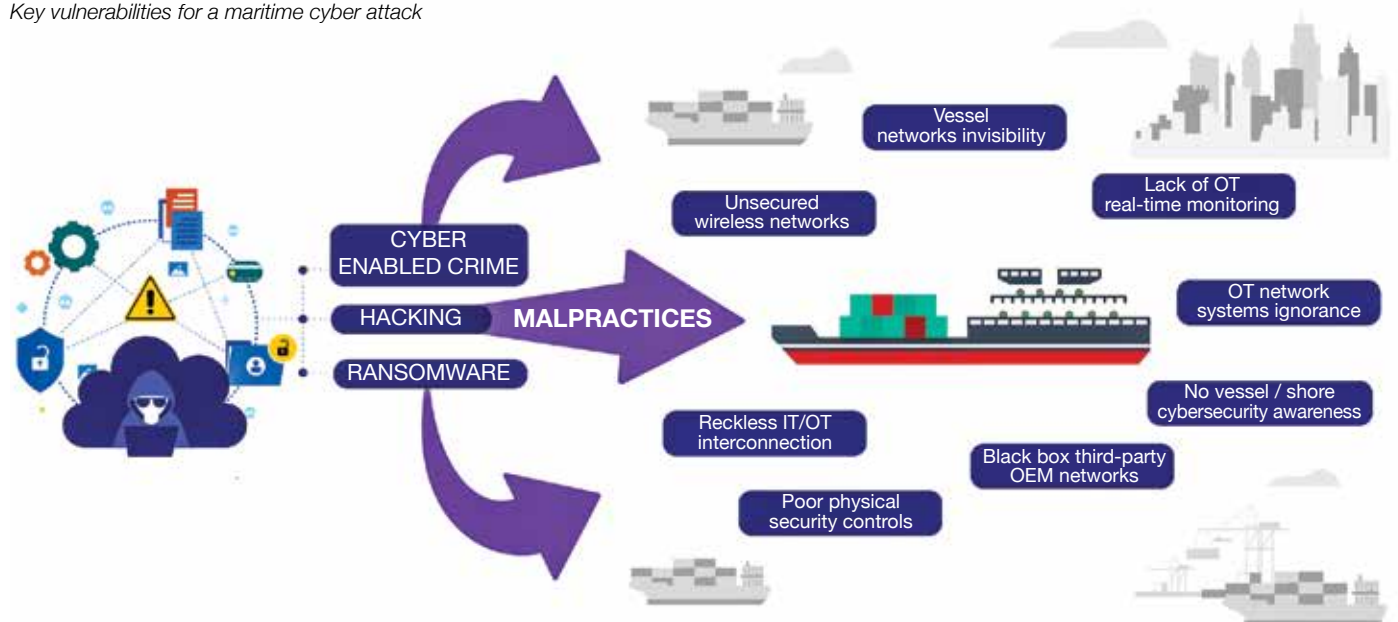 Key vulnerabilities for a maritime cyber attack
Vessel
networks invisibility
Lack of OT
real-time monitoring
Unsecured
wireless networks
CYBER
ENABLED CRIME
HACKING
MALPRACTICES
RANSOMWARE
OT network
systems ignorance
No vessel / shore
cybersecurity awareness
Reckless IT/OT
interconnection
Black box third-party
OEM networks
Poor physical
security controls